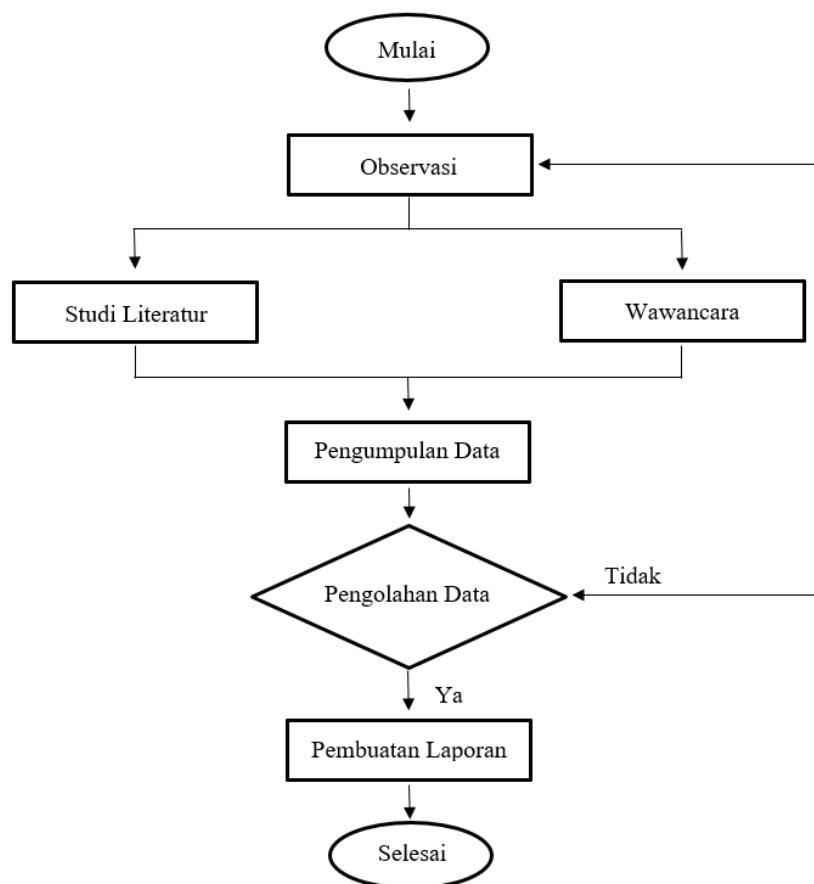 Mulai
Observasi
Studi Literatur
Wawancara
Pengumpulan Data
Pengolahan Data
Tidak
Ya
Pembuatan Laporan
Selesai